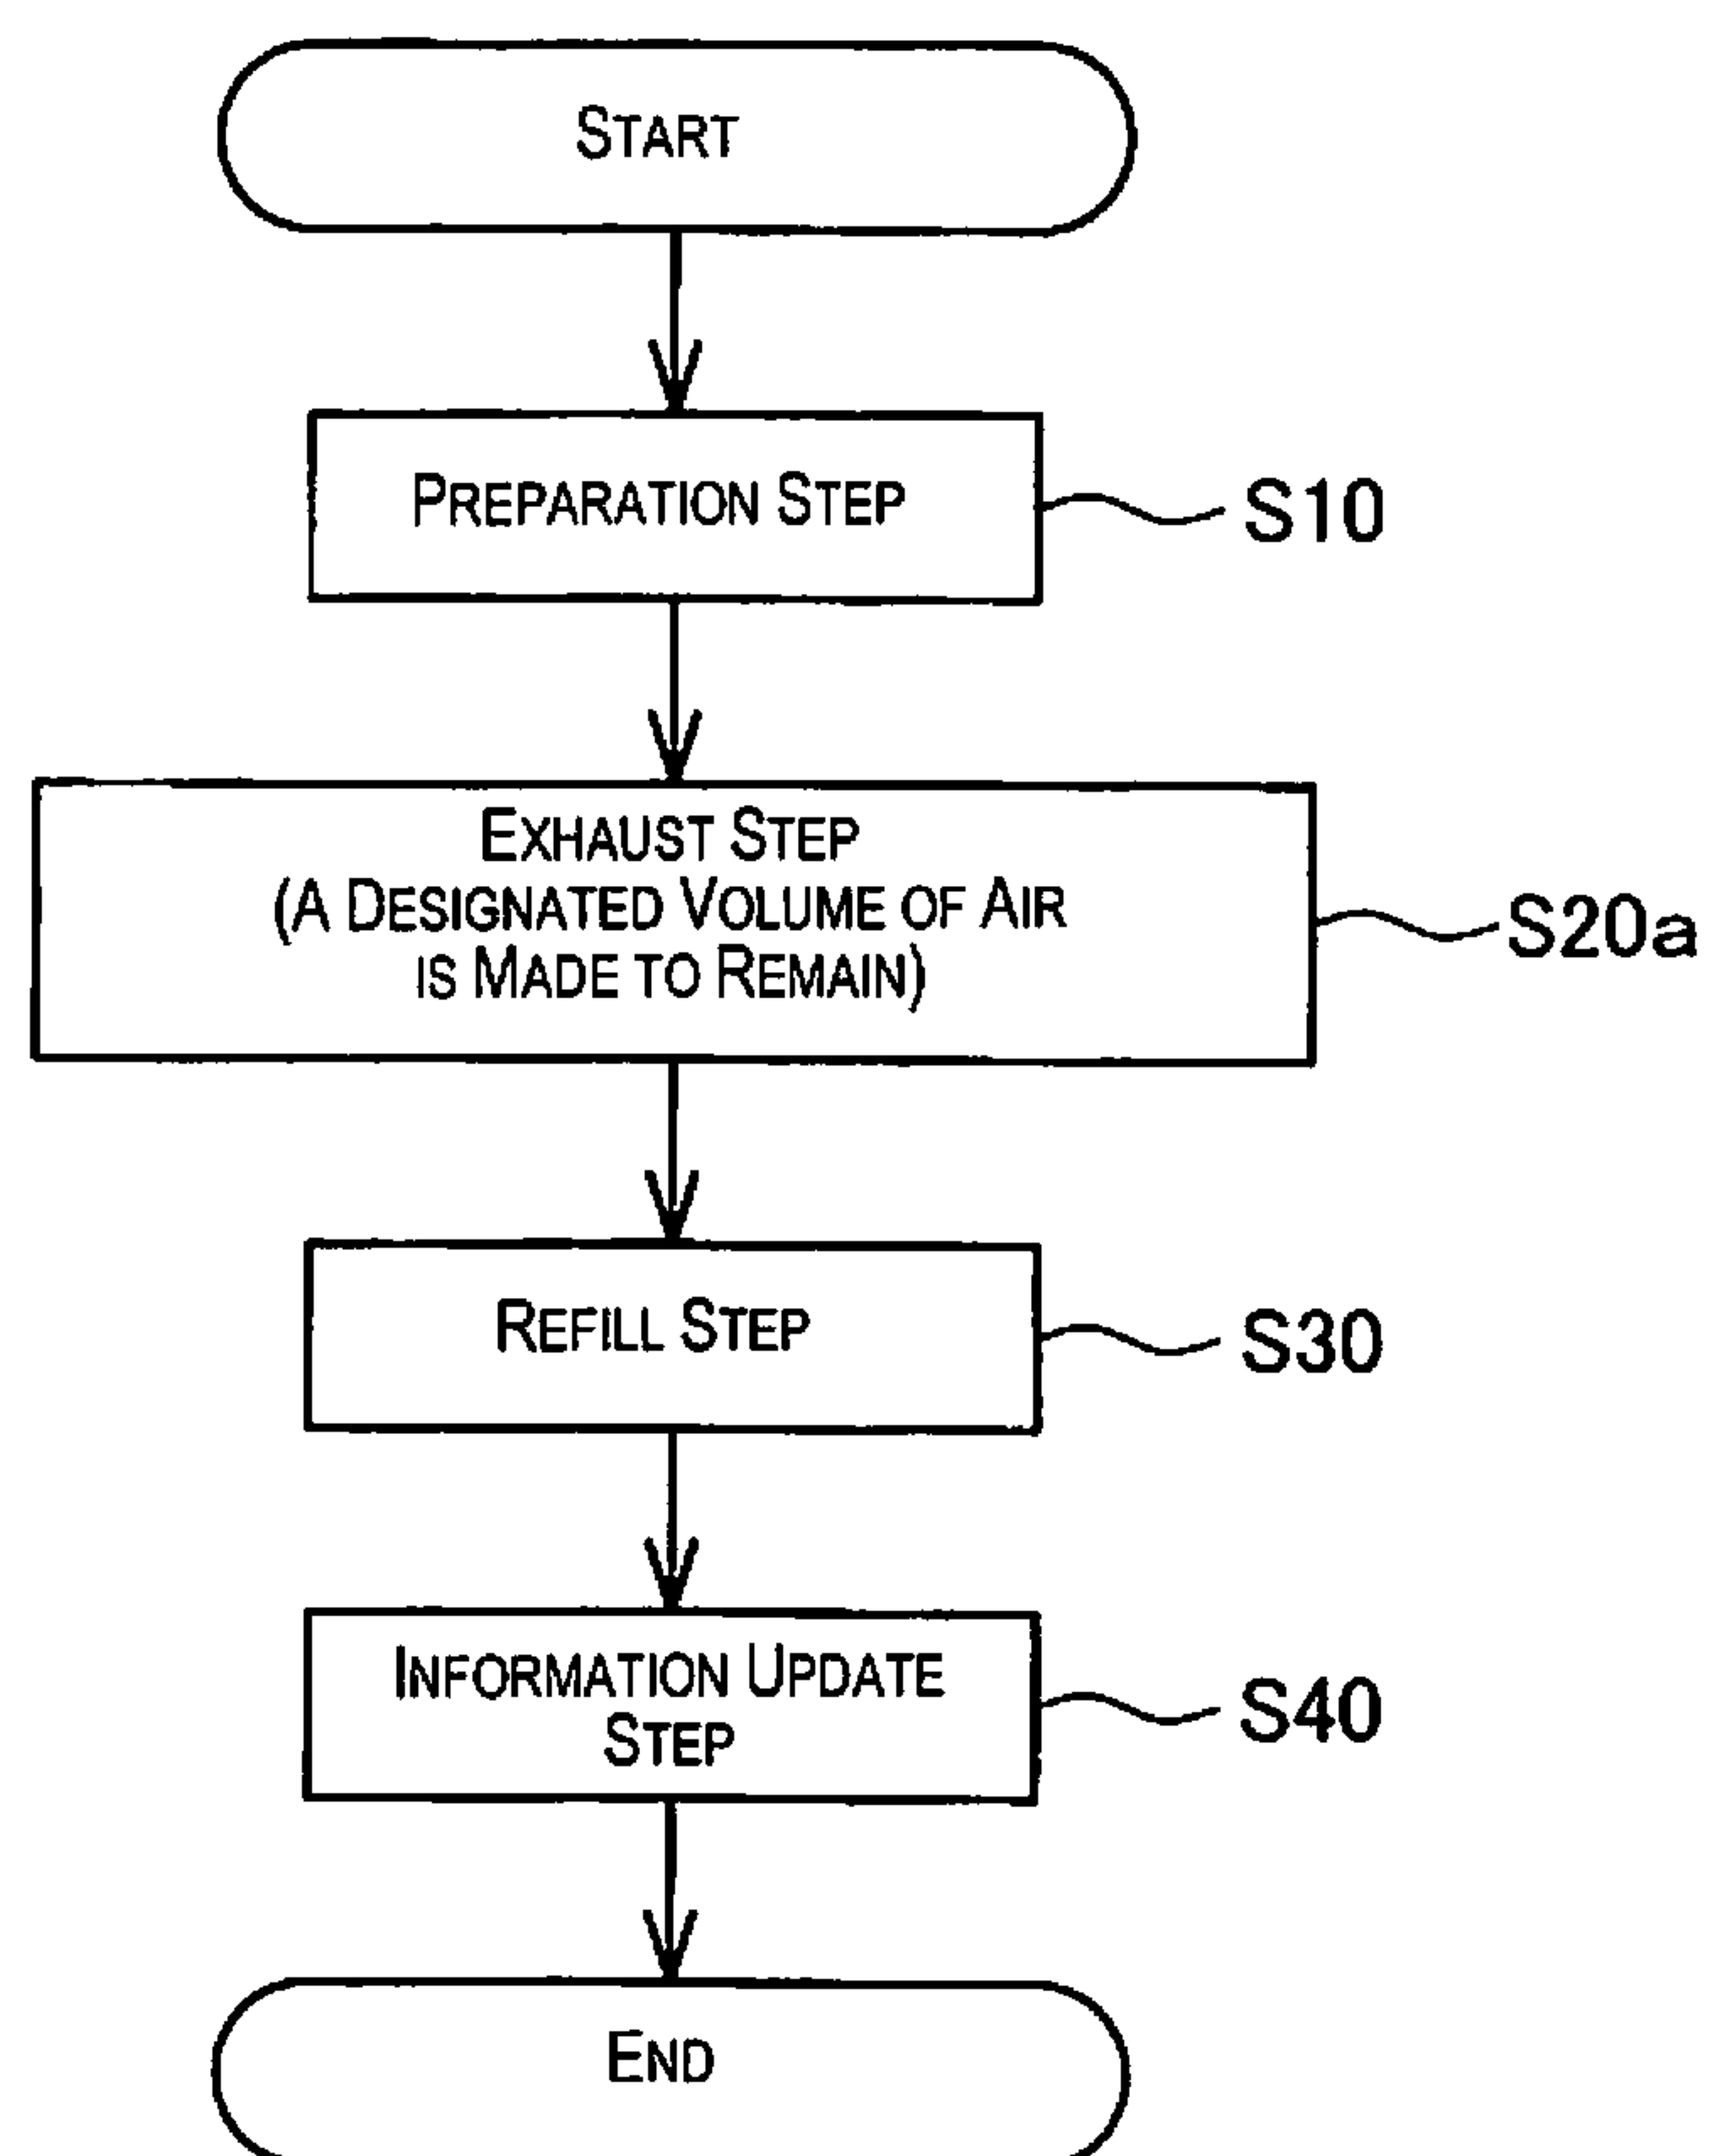 START
PREPARATION STEP
S10
EXHAUST STEP
(A DESIGNATED VOLUME OF AIR
IS MADE TO REMAIN)
S20a
REFILL STEP
S30
INFORMATION UPDATE
STEP
S40
END